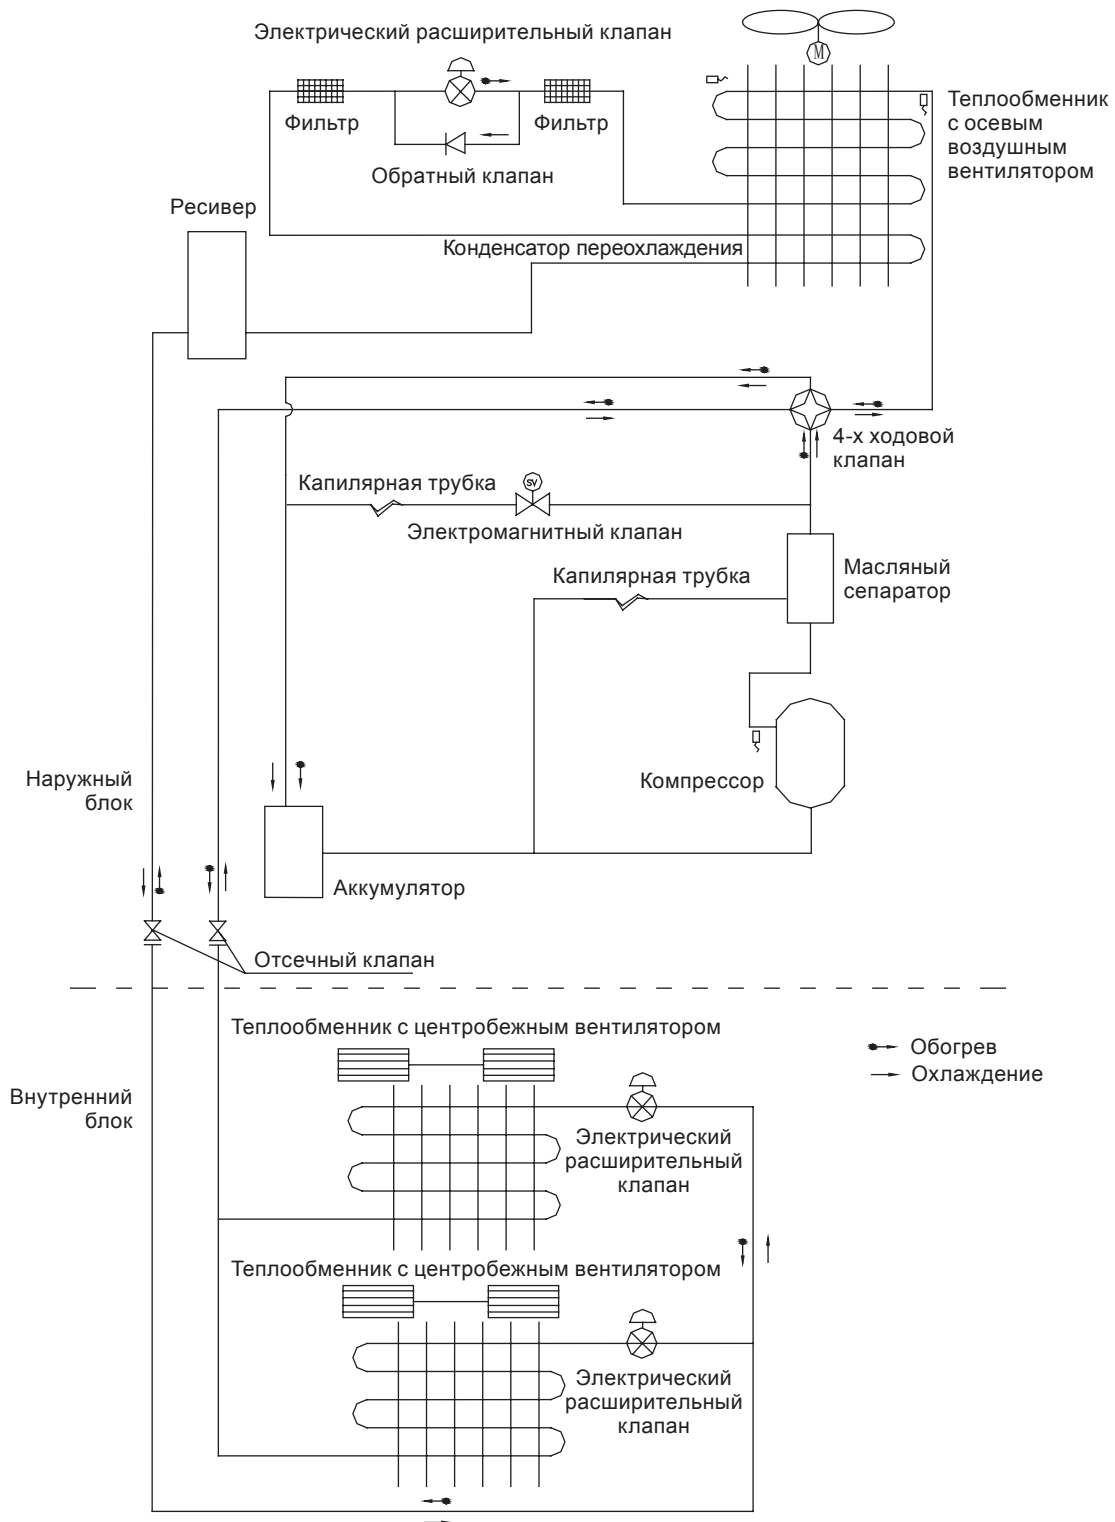 Электрический расширительный клапан
M
Фильтр
Фильтр
Обратный клапан
Теплообменник
с осевым
воздушным
вентилятором
Ресивер
Конденсатор переохлаждения
4-х ходовой
клапан
Капилярная трубка
SV
Электромагнитный клапан
Масляный
сепаратор
Капилярная трубка
Компрессор
Наружный
блок
Аккумулятор
Отсечный клапан
Теплообменник с центробежным вентилятором
Обогрев
Охлаждение
Внутренний
блок
Электрический
расширительный
клапан
Теплообменник с центробежным вентилятором
Электрический
расширительный
клапан